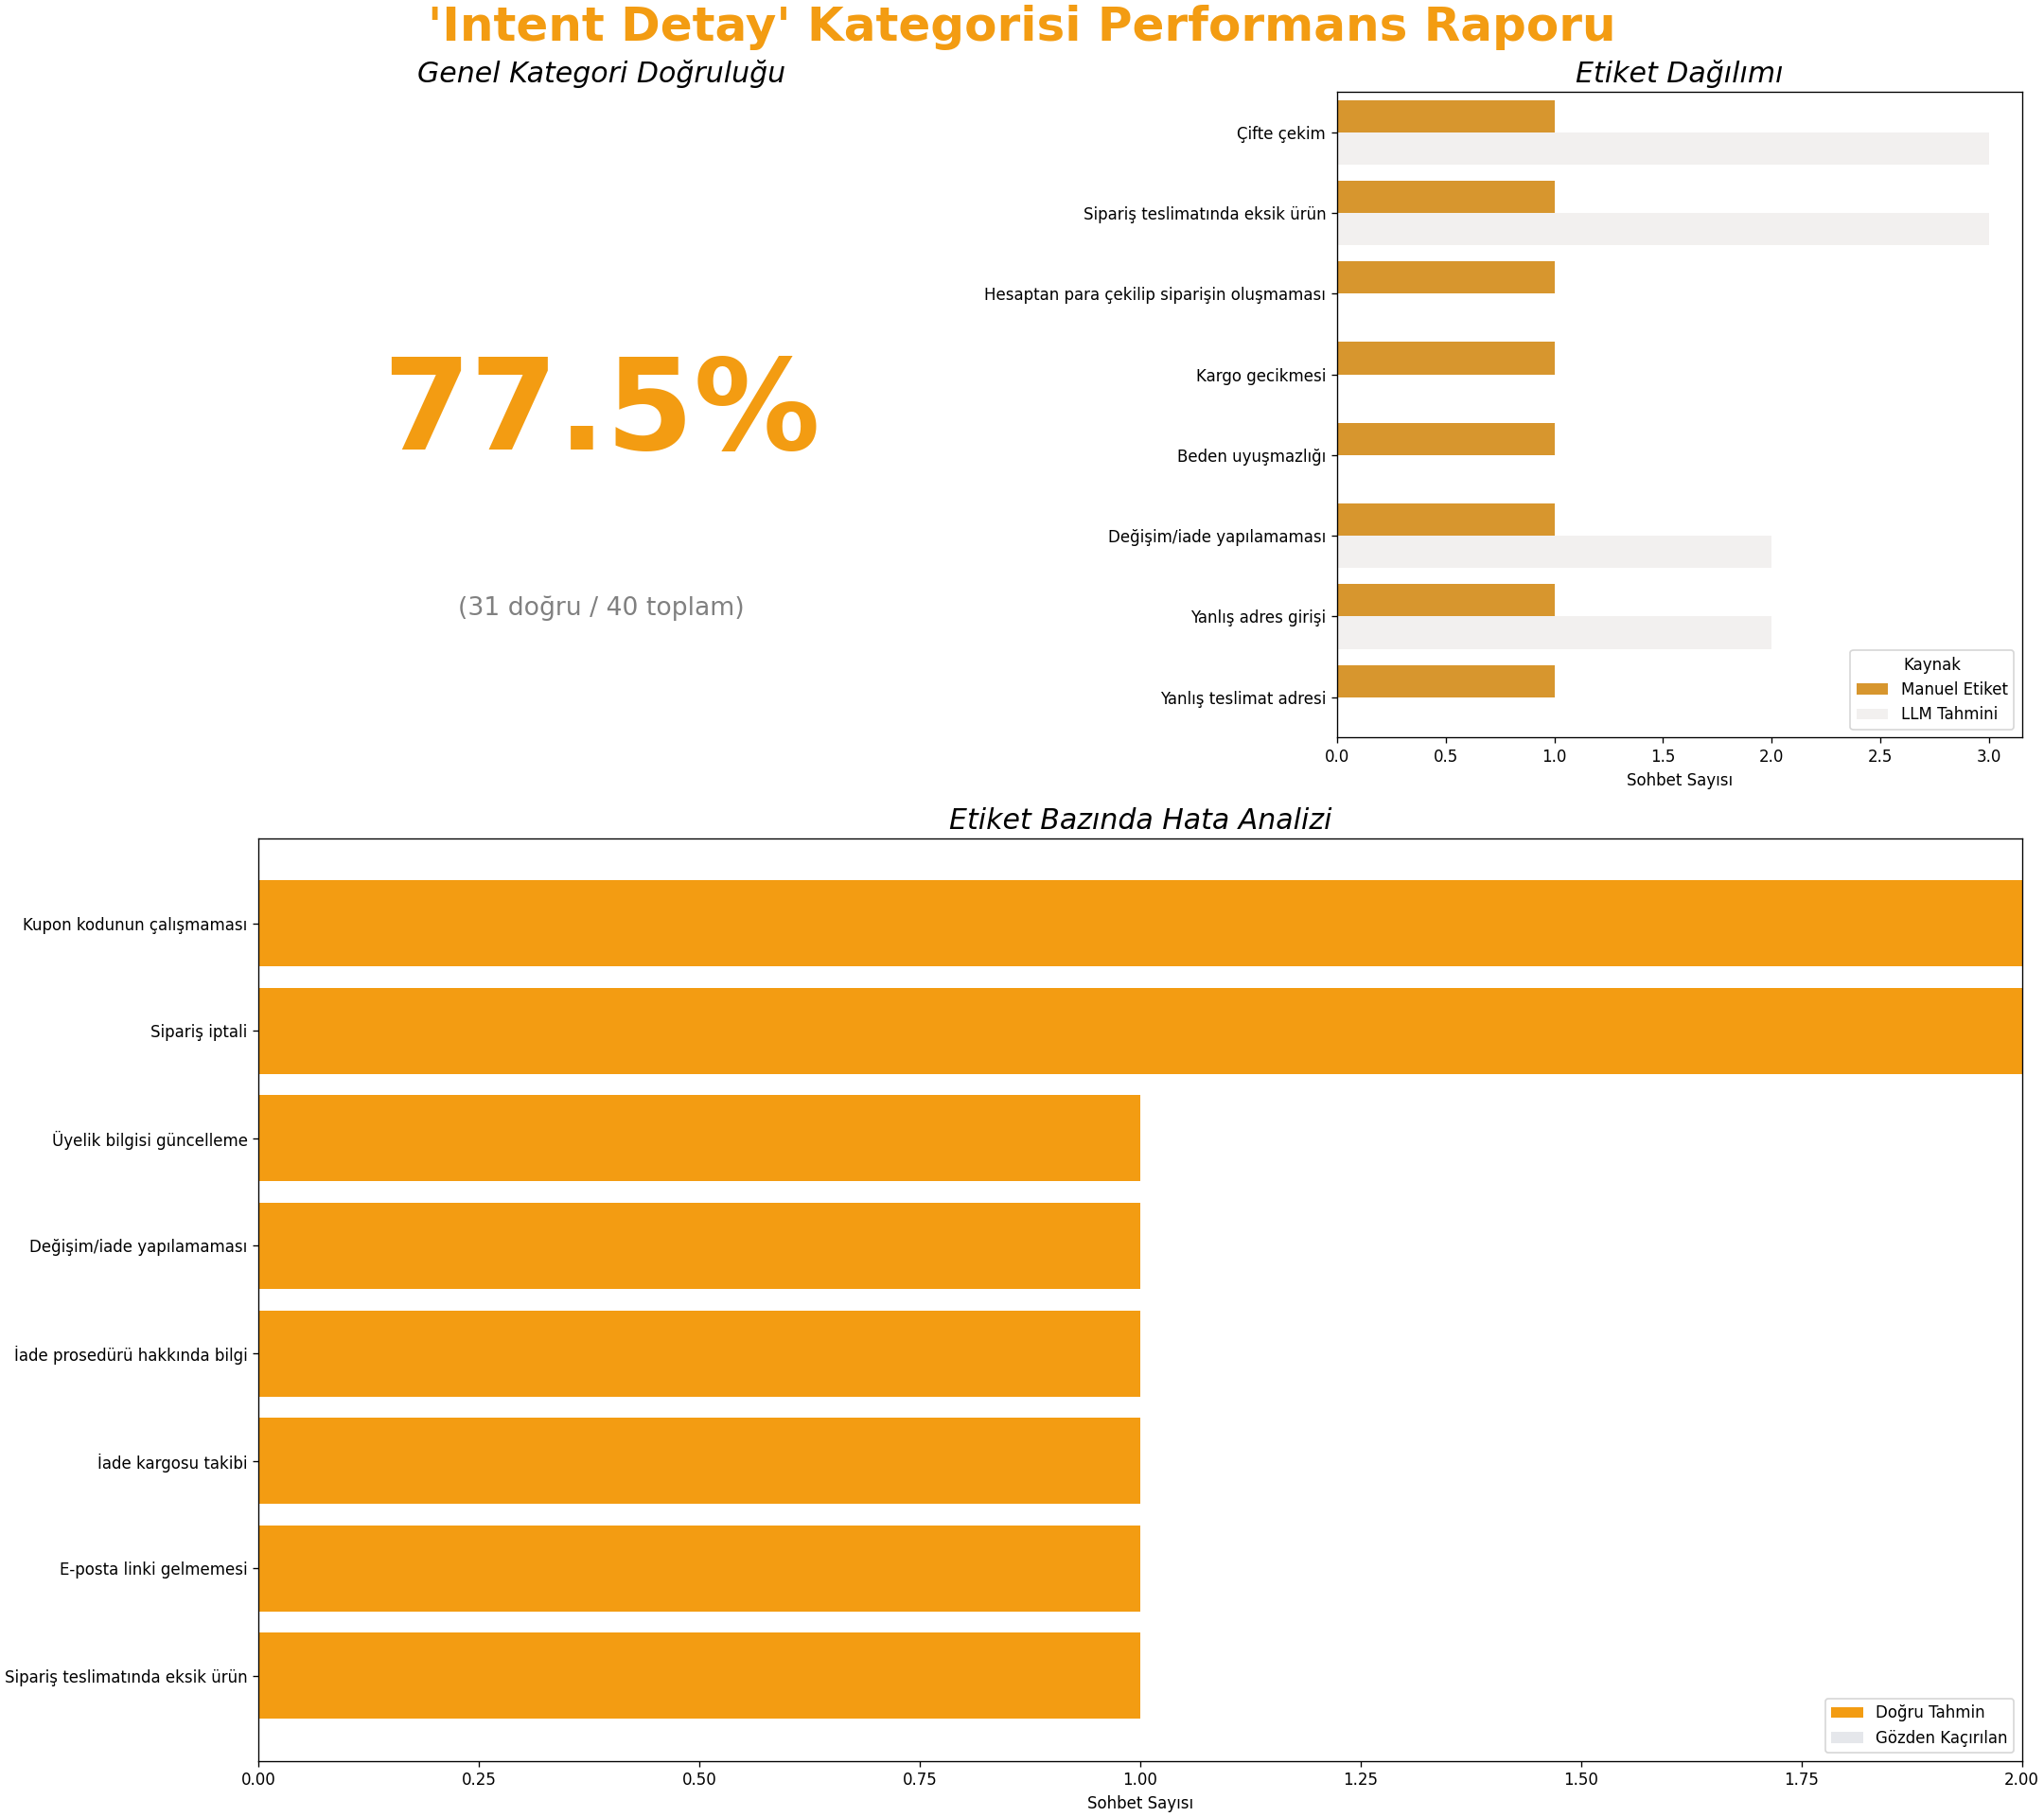 'Intent Detay' Kategorisi Performans Raporu
Genel Kategori Doğruluğu
77.5%
(31 doğru / 40 toplam)
Etiket Dağılımı
Çifte çekim
Sipariş teslimatında eksik ürün
Hesaptan para çekilip siparişin oluşmaması
Kargo gecikmesi
Beden uyuşmazlığı
Değişim/iade yapılamaması
Yanlış adres girişi
Yanlış teslimat adresi
Kaynak
Manuel Etiket
LLM Tahmini
0.0 0.5 1.0 1.5 2.0 2.5 3.0
Sohbet Sayısı
Etiket Bazında Hata Analizi
Kupon kodunun çalışmaması
Sipariş iptali
Üyelik bilgisi güncelleme
Değişim/iade yapılamaması
İade prosedürü hakkında bilgi
İade kargosu takibi
E-posta linki gelmemesi
Sipariş teslimatında eksik ürün
Doğru Tahmin
Gözden Kaçırılan
0.00 0.25 0.50 0.75 1.00 1.25 1.50 1.75 2.00
Sohbet Sayısı